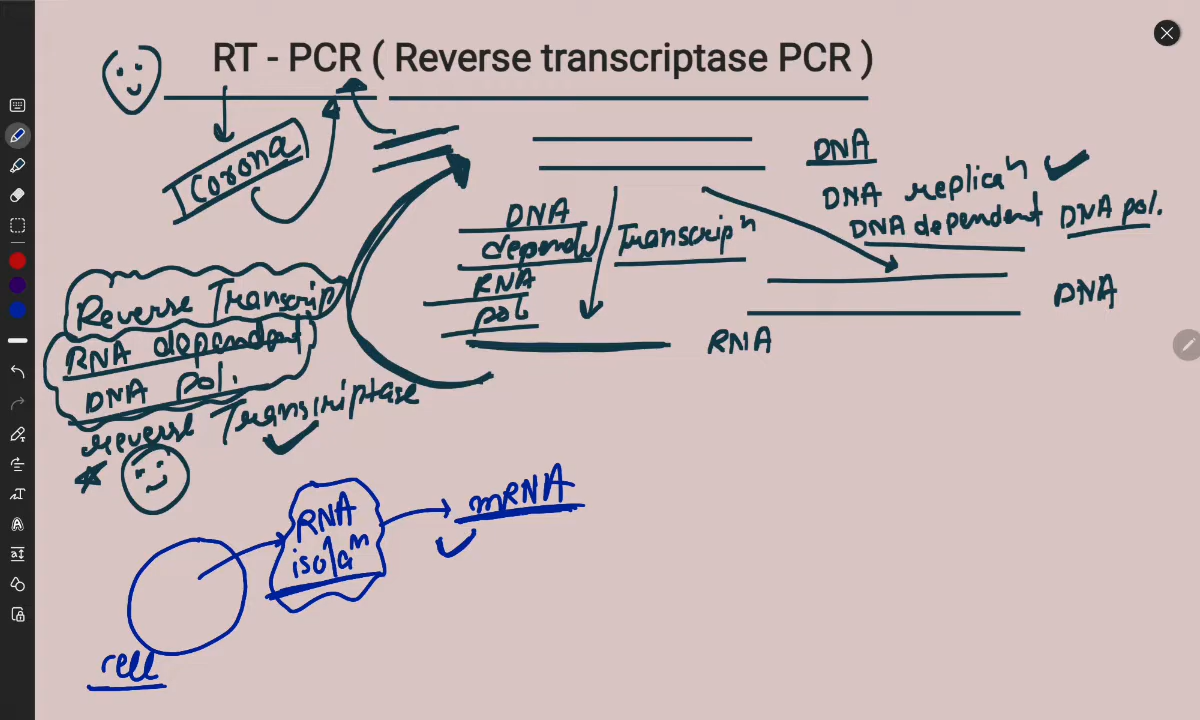 RT - PCR ( Reverse transcriptase PCR )
Corona
DNA
DNA replicaⁿ
DNA dependent DNA pol.
DNA
dependu
RNA
pol
Transcripⁿ
DNA
RNA
Reverse Transcrip
RNA dependent
DNA pol.
reverse Transcriptase
RNA
isolaⁿ
mRNA
cell